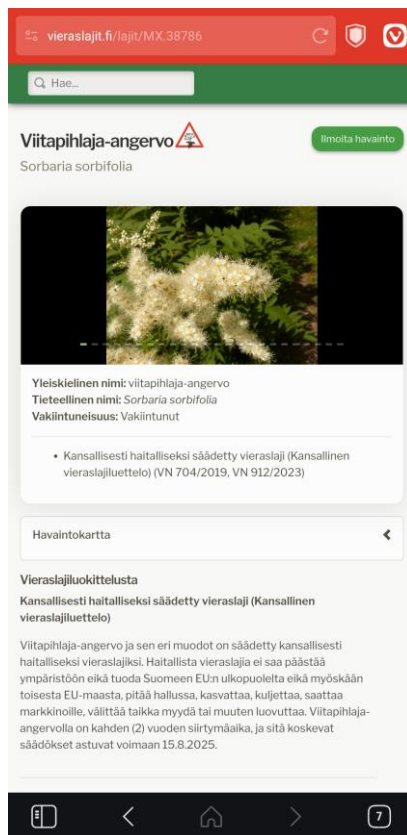 vieraslajit.fi/lajit/MX.38786
Hae...
Viitapihlaja-angervo
Ilmoita havainto
Sorbaria sorbifolia
Yleiskielinen nimi: viitapihlaja-angervo
Tieteellinen nimi: Sorbaria sorbifolia
Vakiintuneisuus: Vakiintunut
• Kansallisesti haitalliseksi säädetty vieraslaji (Kansallinen
vieraslajiluettelo) (VN 704/2019, VN 912/2023)
Havaintokartta
Vieraslajiluokittelusta
Kansallisesti haitalliseksi säädetty vieraslaji (Kansallinen
vieraslajiluettelo)
Viitapihlaja-angervo ja sen eri muodot on säädetty kansallisesti
haitalliseksi vieraslajiksi. Haitallista vieraslajia ei saa päästää
ympäristöön eikä tuoda Suomeen EU:n ulkopuolelta eikä myöskään
toisesta EU-maasta, pitää hallussa, kasvattaa, kuljettaa, saattaa
markkinoille, välittää taikka myydä tai muuten luovuttaa. Viitapihlaja-
angervolla on kahden (2) vuoden siirtymäaika, ja sitä koskevat
säädökset astuvat voimaan 15.8.2025.
7